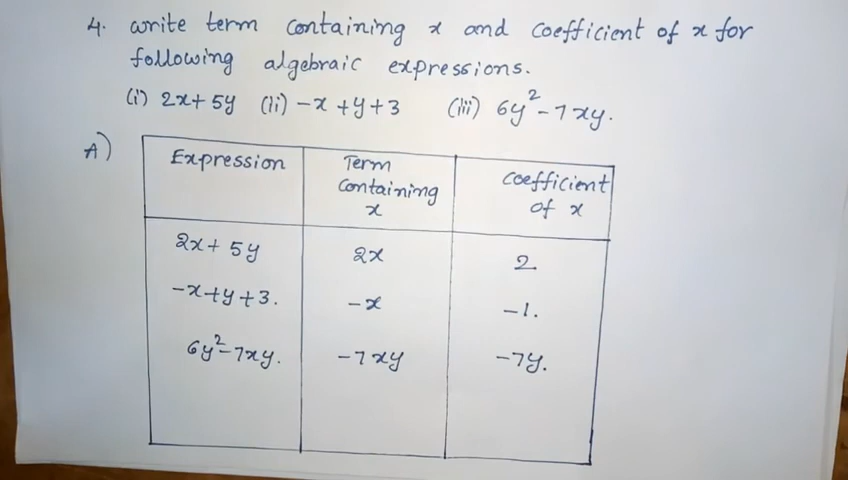 4. write term containing x and coefficient of x for
following algebraic expressions.
(i) 2x+5y (ii) -x+y+3 (iii) 6y²-7xy.
A)
Expression Term containing x coefficient of x
2x+5y 2x 2
-x+y+3. -x -1.
6y²-7xy. -7xy -7y.